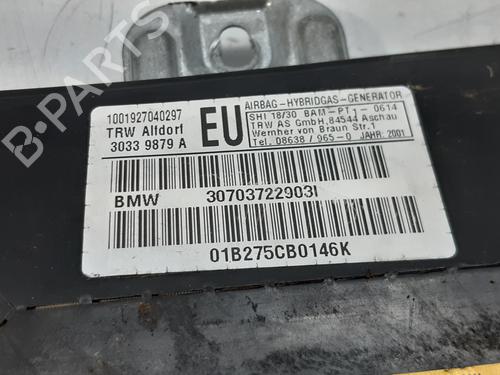 1001927040297
TRW Alfdorf
3033 9879 A
EU
AIRBAG-HYBRIDGAS-GENERATOR
SHI 18/30 BAM-PT1-0614
TRW AS GmbH,84544 Aschau
Wernher von Braun Str.1
Tel. 08638/965-0 JAHR:2001
BMW 30703722903I
01B275CB0146K
B-PARTS